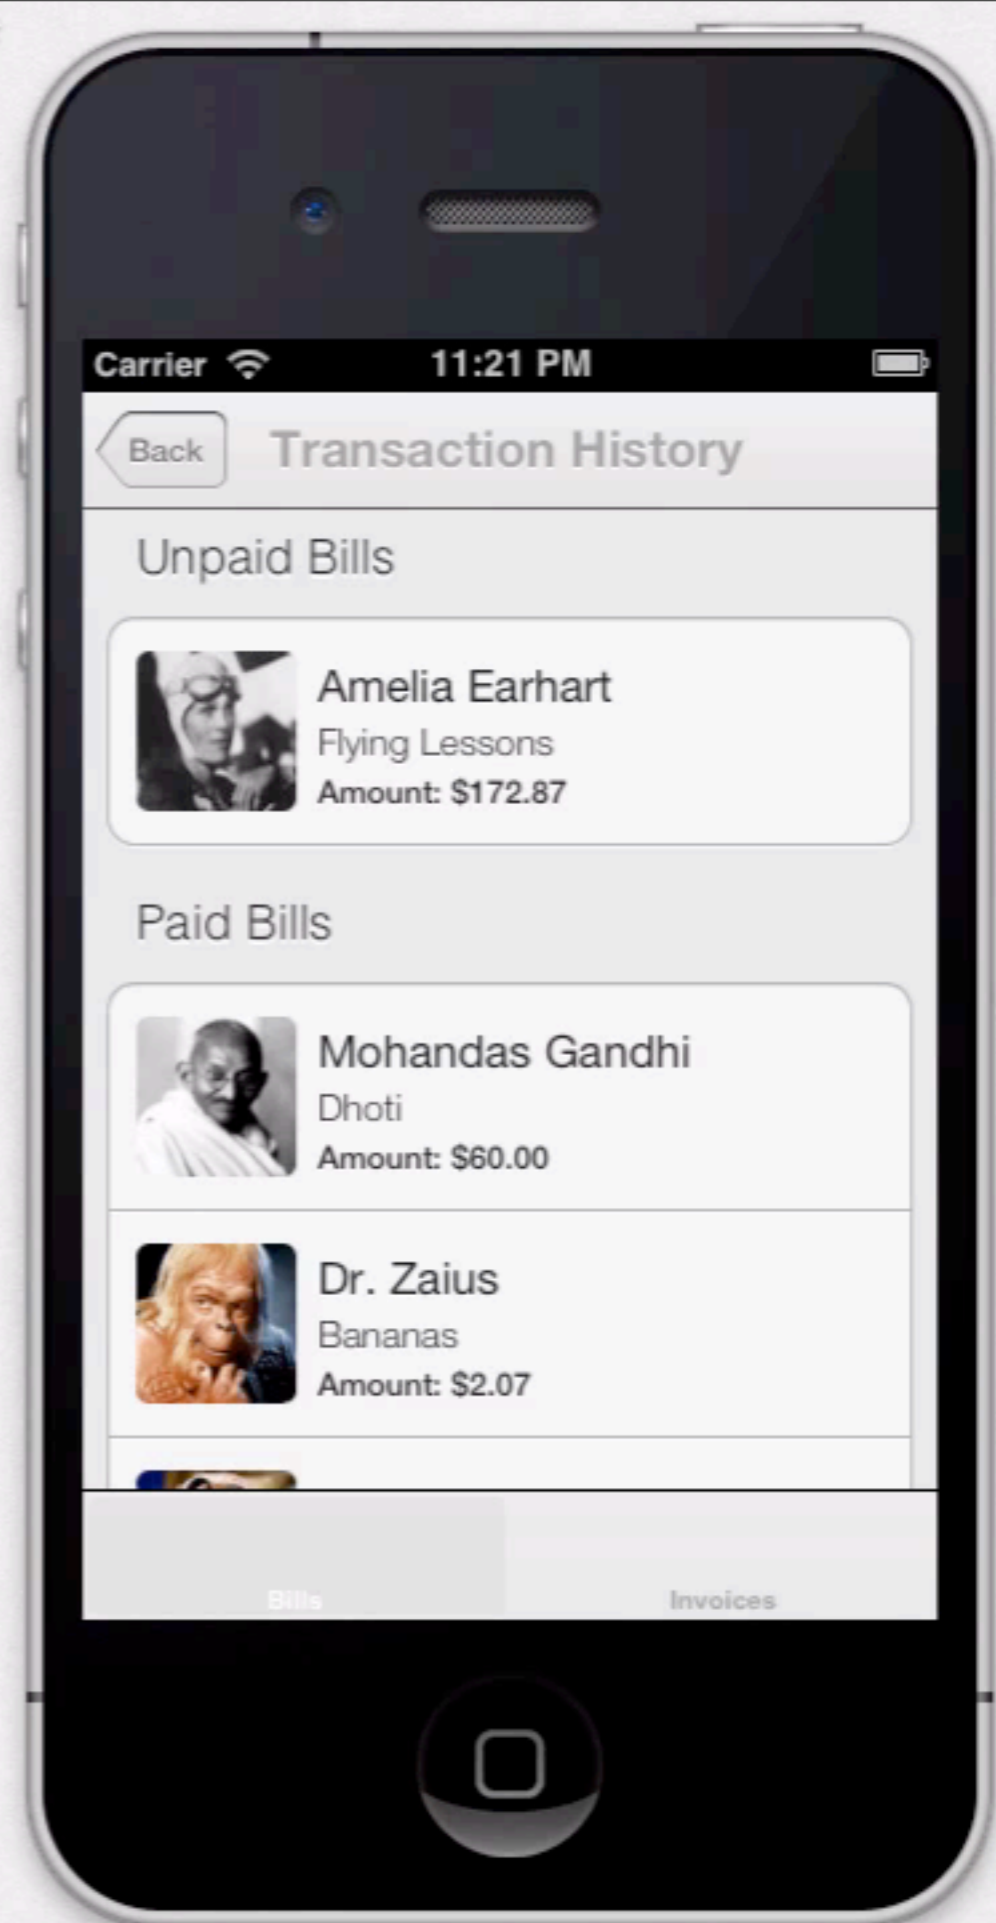 Carrier 11:21 PM
Back Transaction History
Unpaid Bills
Amelia Earhart
Flying Lessons
Amount: $172.87
Paid Bills
Mohandas Gandhi
Dhoti
Amount: $60.00
Dr. Zaius
Bananas
Amount: $2.07
Bills Invoices